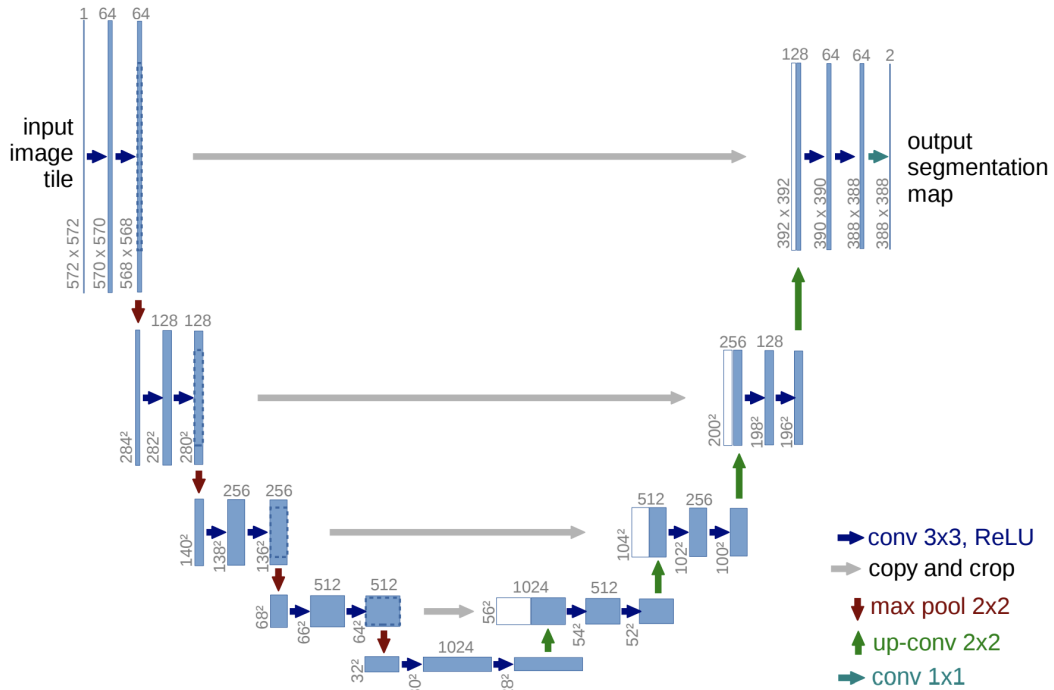 1 64 64
input
image
tile
572 x 572
570 x 570
568 x 568
128 64 64 2
392 x 392
390 x 390
388 x 388
388 x 388
output
segmentation
map
128 128
284²
282²
280²
256 128
200²
198²
196²
256 256
140²
138²
136²
512 256
104²
102²
100²
512 512
68²
66²
64²
1024 512
56²
54²
52²
1024
32²
conv 3x3, ReLU
copy and crop
max pool 2x2
up-conv 2x2
conv 1x1